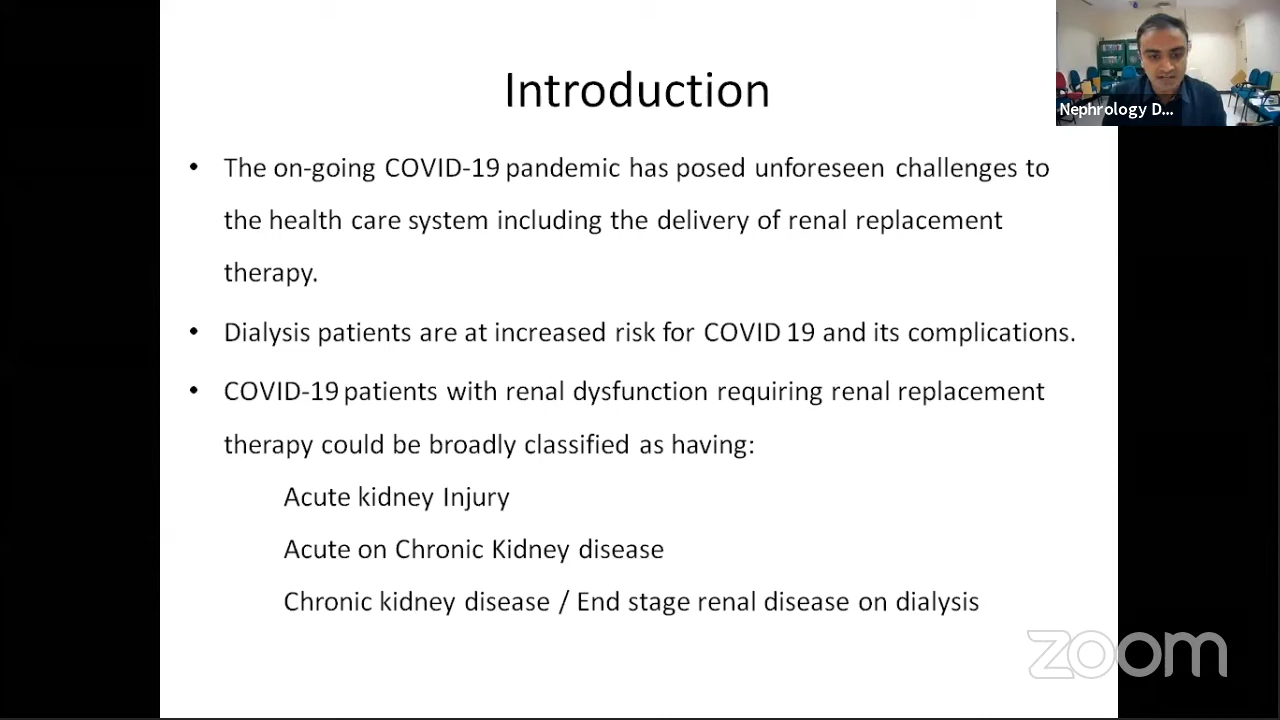 Introduction
• The on-going COVID-19 pandemic has posed unforeseen challenges to
the health care system including the delivery of renal replacement
therapy.
• Dialysis patients are at increased risk for COVID 19 and its complications.
• COVID-19 patients with renal dysfunction requiring renal replacement
therapy could be broadly classified as having:
Acute kidney Injury
Acute on Chronic Kidney disease
Chronic kidney disease / End stage renal disease on dialysis
Nephrology D...
zoom